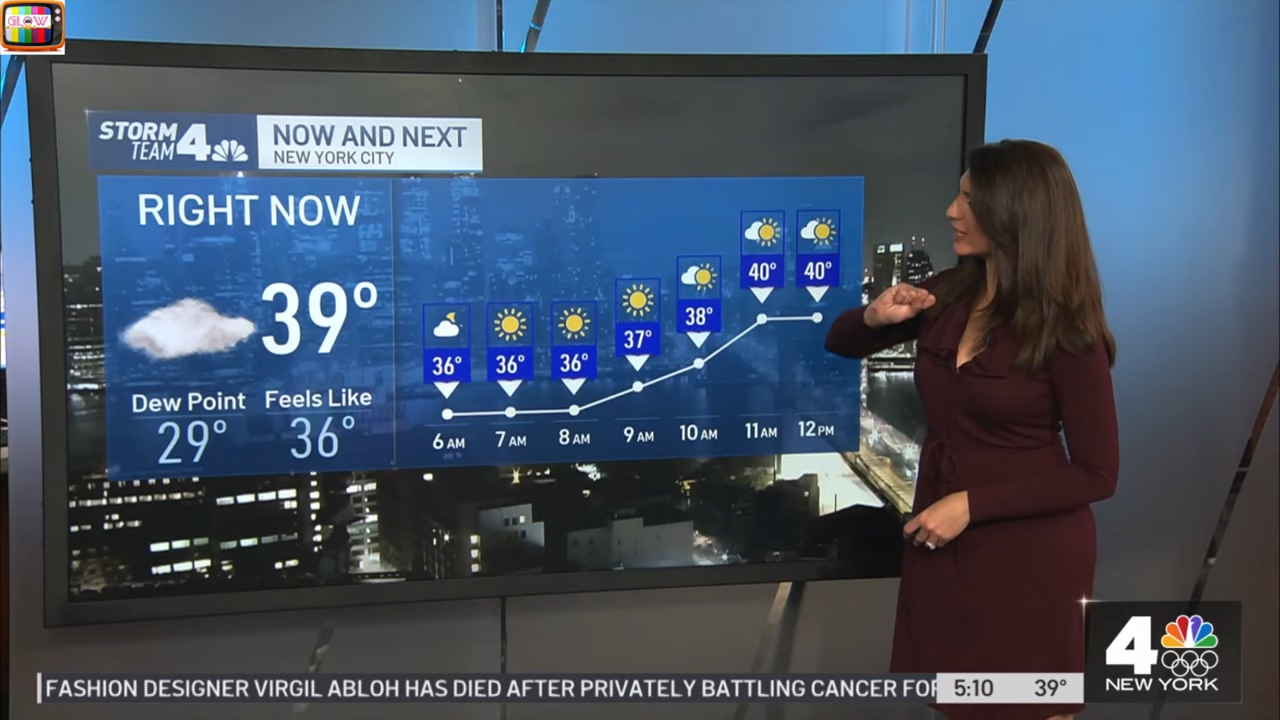 GLOW
STORM TEAM 4
NOW AND NEXT
NEW YORK CITY
RIGHT NOW
39°
Dew Point Feels Like
29° 36°
36° 36° 36° 37° 38° 40° 40°
6 AM 7 AM 8 AM 9 AM 10 AM 11 AM 12 PM
4
NEW YORK
FASHION DESIGNER VIRGIL ABLOH HAS DIED AFTER PRIVATELY BATTLING CANCER FOR
5:10 39°